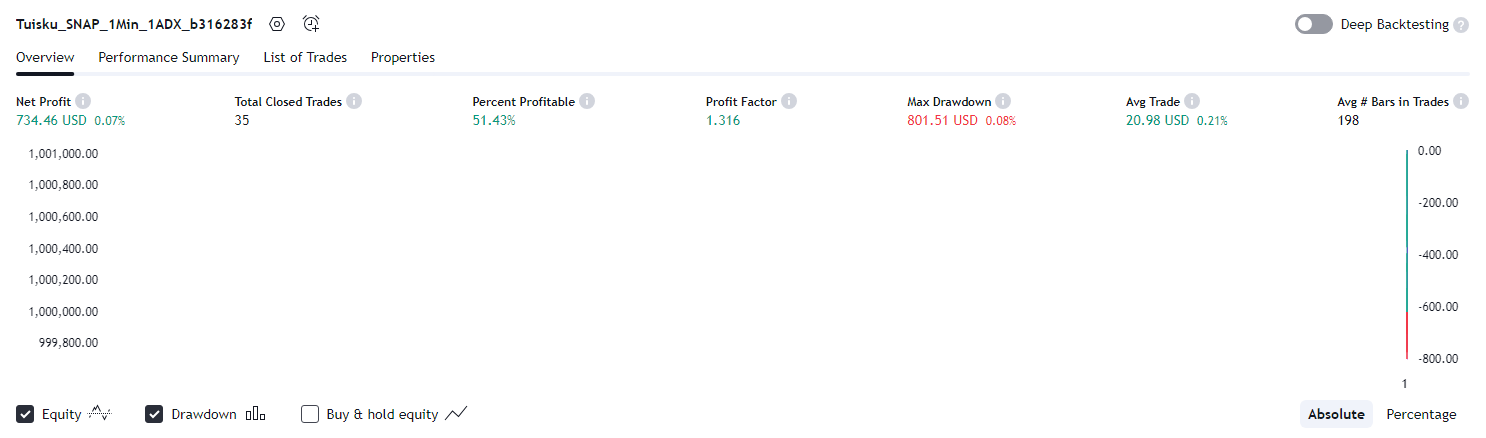 Tuisku_SNAP_1Min_1ADX_b316283f Deep Backtesting ?
Overview Performance Summary List of Trades Properties
Net Profit Total Closed Trades Percent Profitable Profit Factor Max Drawdown Avg Trade Avg # Bars in Trades
734.46 USD 0.07% 35 51.43% 1.316 801.51 USD 0.08% 20.98 USD 0.21% 198
1,001,000.00 0.00
1,000,800.00 -200.00
1,000,600.00
1,000,400.00 -400.00
1,000,200.00 -600.00
1,000,000.00
999,800.00 -800.00
1
Equity Drawdown Buy & hold equity Absolute Percentage